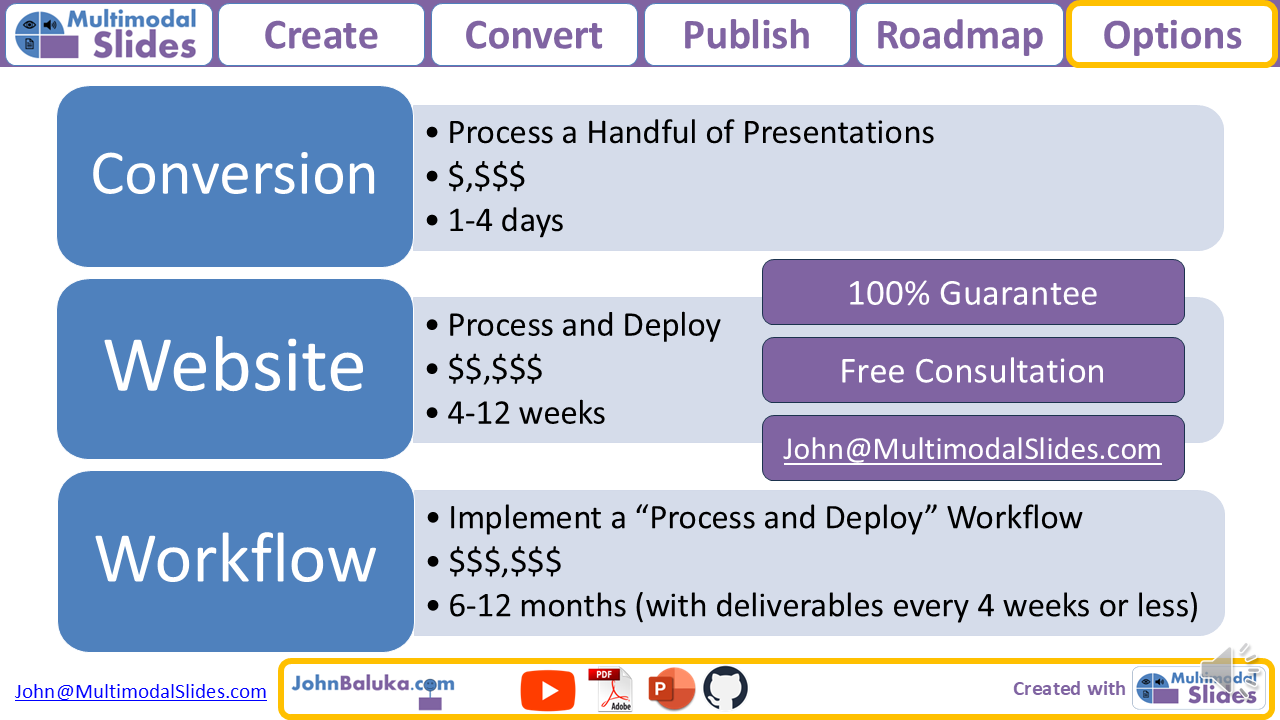 Multimodal
Slides
Create
Convert
Publish
Roadmap
Options
Conversion
• Process a Handful of Presentations
• $,$$$
• 1-4 days
Website
• Process and Deploy
• $$,$$$
• 4-12 weeks
100% Guarantee
Free Consultation
John@MultimodalSlides.com
Workflow
• Implement a “Process and Deploy” Workflow
• $$$,$$$
• 6-12 months (with deliverables every 4 weeks or less)
John@MultimodalSlides.com
JohnBaluka.com
PDF
Adobe
P
Created with
Multimodal
Slides